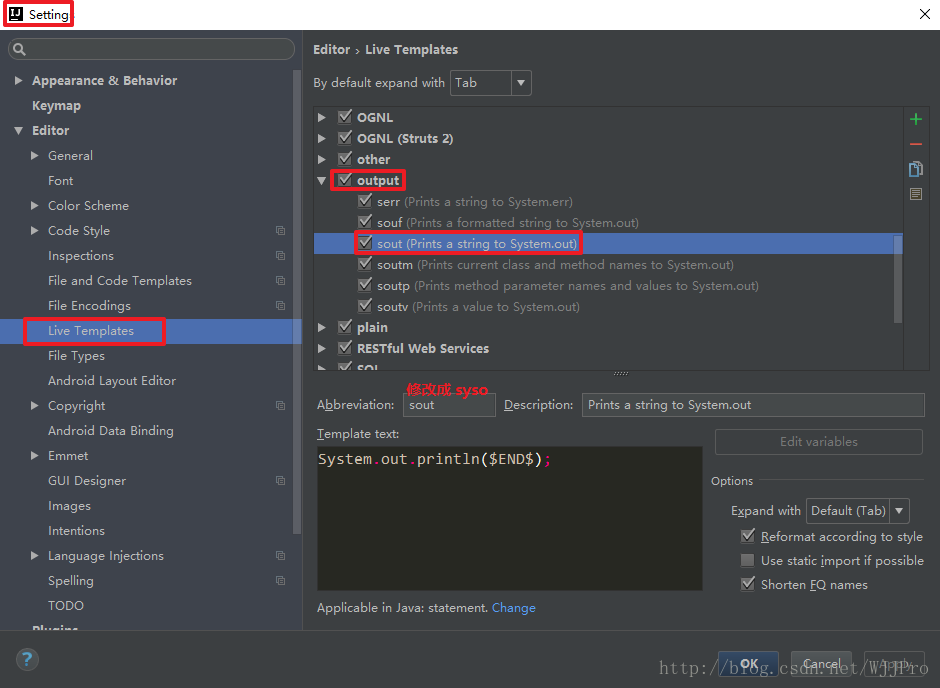 Setting
Appearance & Behavior
Keymap
Editor
General
Font
Color Scheme
Code Style
Inspections
File and Code Templates
File Encodings
Live Templates
File Types
Android Layout Editor
Copyright
Android Data Binding
Emmet
GUI Designer
Images
Intentions
Language Injections
Spelling
TODO
Plugins
Editor › Live Templates
By default expand with Tab
OGNL
OGNL (Struts 2)
other
output
serr (Prints a string to System.err)
souf (Prints a formatted string to System.out)
sout (Prints a string to System.out)
soutm (Prints current class and method names to System.out)
soutp (Prints method parameter names and values to System.out)
soutv (Prints a value to System.out)
plain
RESTful Web Services
SQL
修改成 syso
Abbreviation: sout Description: Prints a string to System.out
Template text:
System.out.println($END$);
Edit variables
Options
Expand with Default (Tab)
Reformat according to style
Use static import if possible
Shorten FQ names
Applicable in Java: statement. Change
?
OK Cancel Apply
http://blog.csdn.net/WJJPro